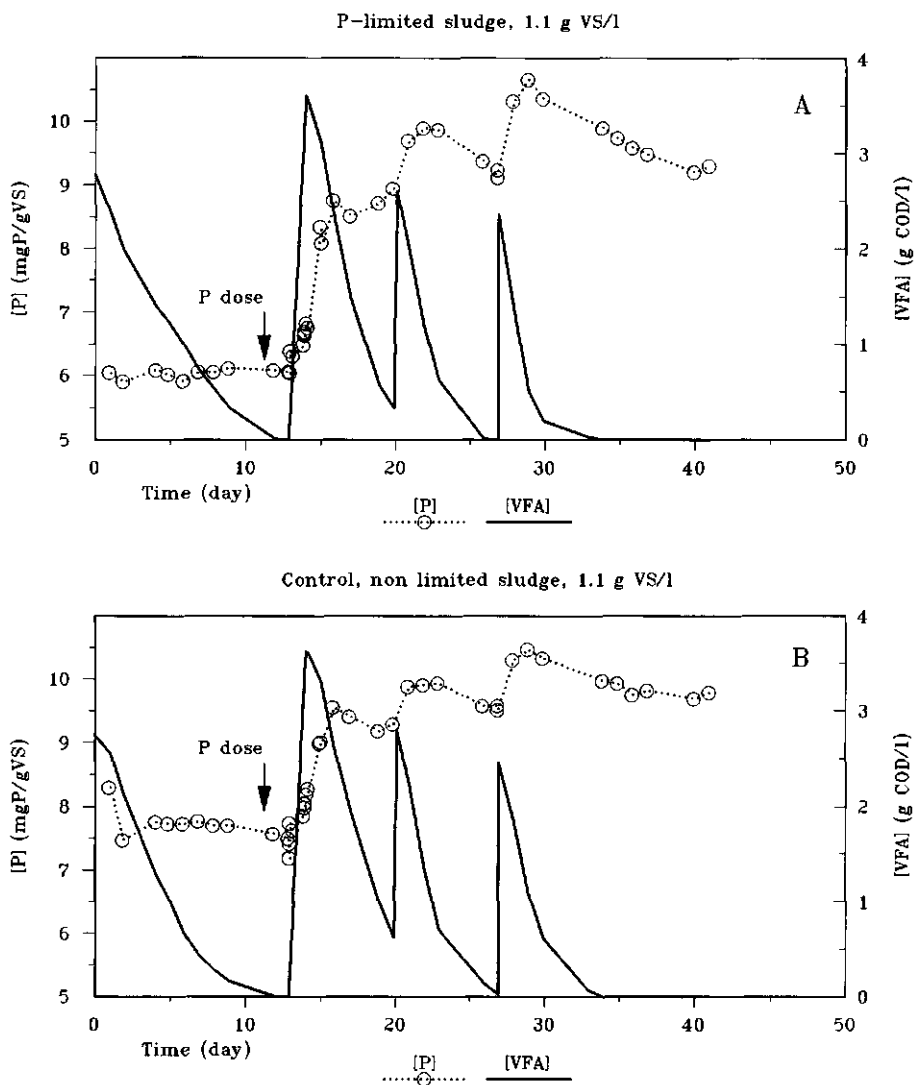 P-limited sludge, 1.1 g VS/l
A
[P] (mgP/gVS)
10
9
8
7
6
5
P dose
[VFA] (g COD/l)
4
3
2
1
0
0 10 20 30 40 50
Time (day)
[P] [VFA]
Control, non limited sludge, 1.1 g VS/l
B
[P] (mgP/gVS)
10
9
8
7
6
5
P dose
[VFA] (g COD/l)
4
3
2
1
0
0 10 20 30 40 50
Time (day)
[P] [VFA]